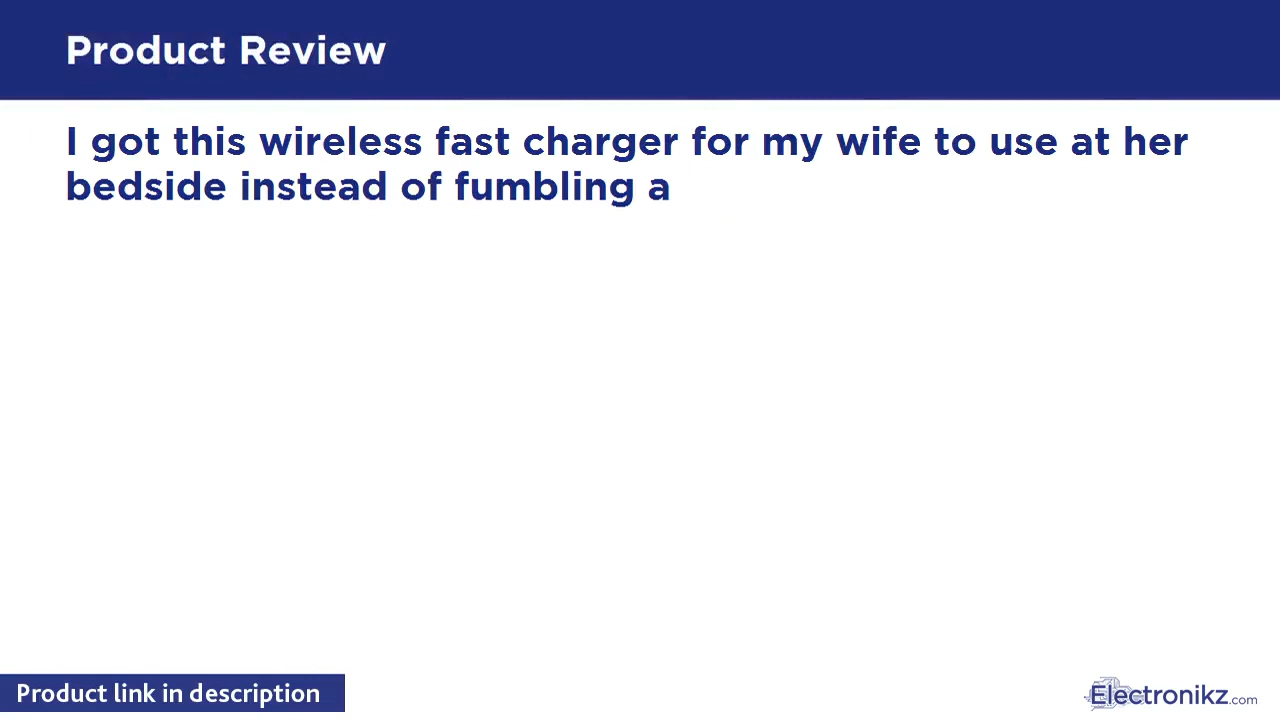 Product Review
I got this wireless fast charger for my wife to use at her
bedside instead of fumbling a
Product link in description
Electronikz.com